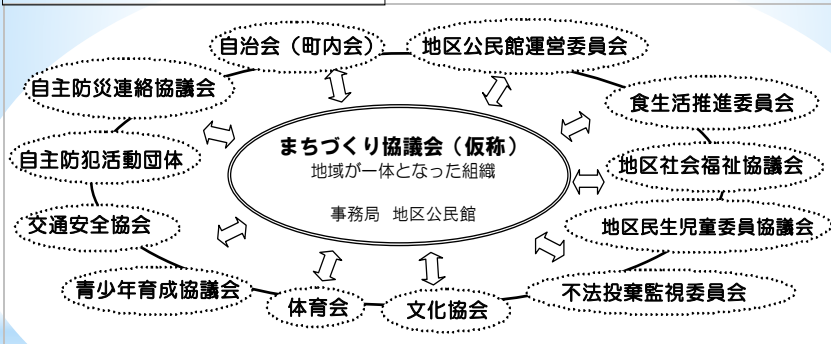 自治会（町内会）
地区公民館運営委員会
自主防災連絡協議会
食生活推進委員会
まちづくり協議会（仮称）
地域が一体となった組織
事務局 地区公民館
自主防犯活動団体
地区社会福祉協議会
交通安全協会
地区民生児童委員協議会
青少年育成協議会
体育会
文化協会
不法投棄監視委員会